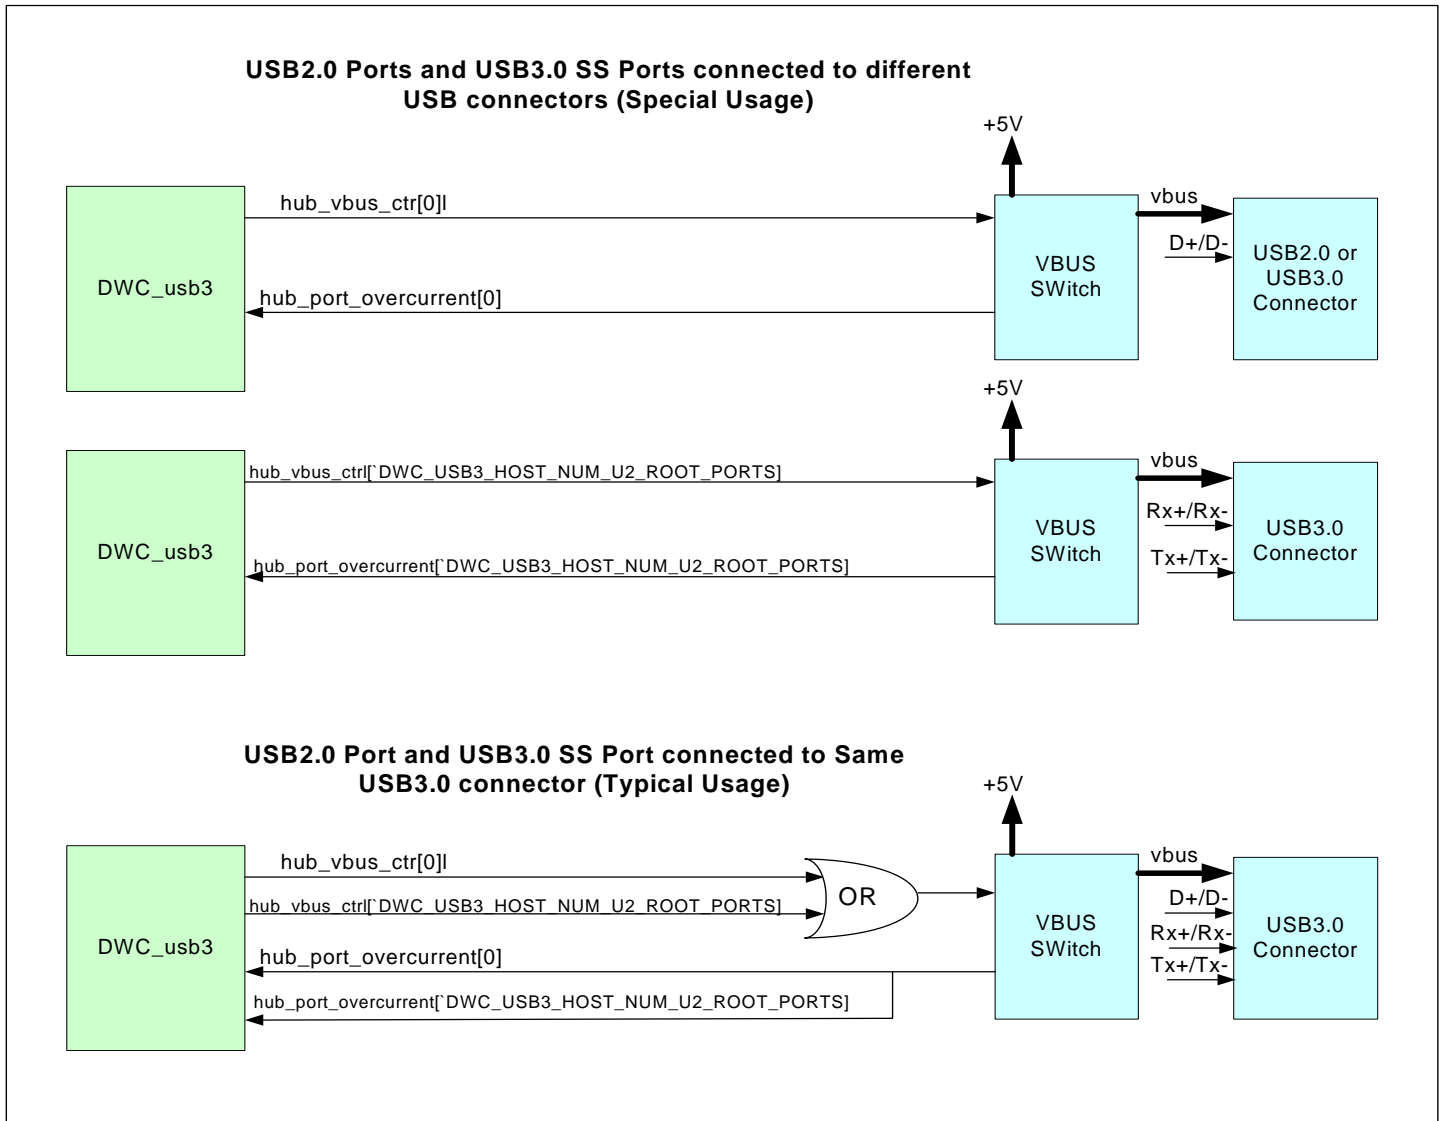 USB2.0 Ports and USB3.0 SS Ports connected to different
USB connectors (Special Usage)
+5V
hub_vbus_ctr[0]l
vbus
D+/D-
DWC_usb3
VBUS
SWitch
USB2.0 or
USB3.0
Connector
hub_port_overcurrent[0]
+5V
hub_vbus_ctrl[`DWC_USB3_HOST_NUM_U2_ROOT_PORTS]
vbus
Rx+/Rx-
DWC_usb3
VBUS
SWitch
USB3.0
Connector
hub_port_overcurrent[`DWC_USB3_HOST_NUM_U2_ROOT_PORTS]
Tx+/Tx-
USB2.0 Port and USB3.0 SS Port connected to Same
USB3.0 connector (Typical Usage)
+5V
hub_vbus_ctr[0]l
vbus
hub_vbus_ctrl[`DWC_USB3_HOST_NUM_U2_ROOT_PORTS]
OR
D+/D-
DWC_usb3
VBUS
SWitch
Rx+/Rx-
USB3.0
Connector
hub_port_overcurrent[0]
Tx+/Tx-
hub_port_overcurrent[`DWC_USB3_HOST_NUM_U2_ROOT_PORTS]